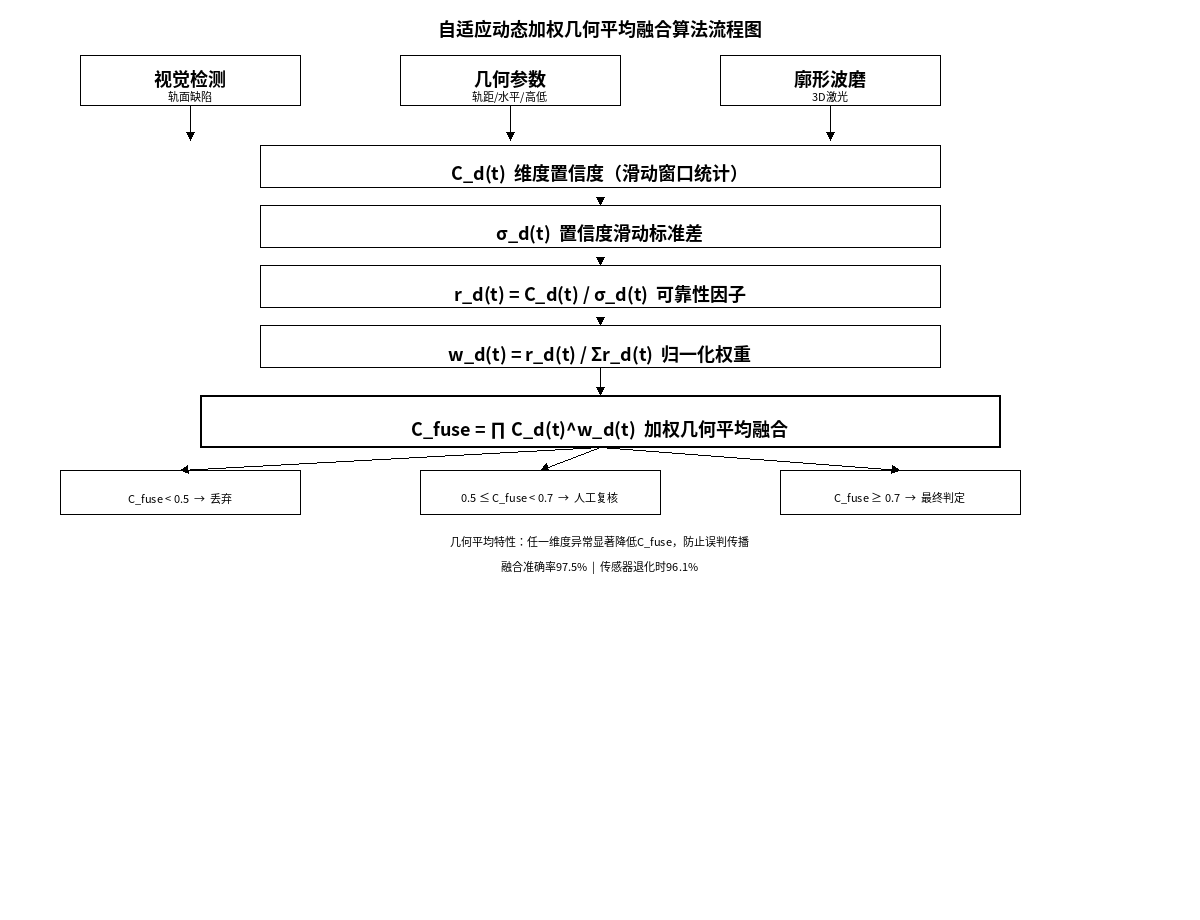 自适应动态加权几何平均融合算法流程图
视觉检测
轨面缺陷
几何参数
轨距/水平/高低
廓形波磨
3D激光
C_d(t) 维度置信度（滑动窗口统计）
σ_d(t) 置信度滑动标准差
r_d(t) = C_d(t) / σ_d(t) 可靠性因子
w_d(t) = r_d(t) / Σr_d(t) 归一化权重
C_fuse = ∏ C_d(t)^w_d(t) 加权几何平均融合
C_fuse < 0.5 → 丢弃
0.5 ≤ C_fuse < 0.7 → 人工复核
C_fuse ≥ 0.7 → 最终判定
几何平均特性：任一维度异常显著降低C_fuse，防止误判传播
融合准确率97.5% | 传感器退化时96.1%